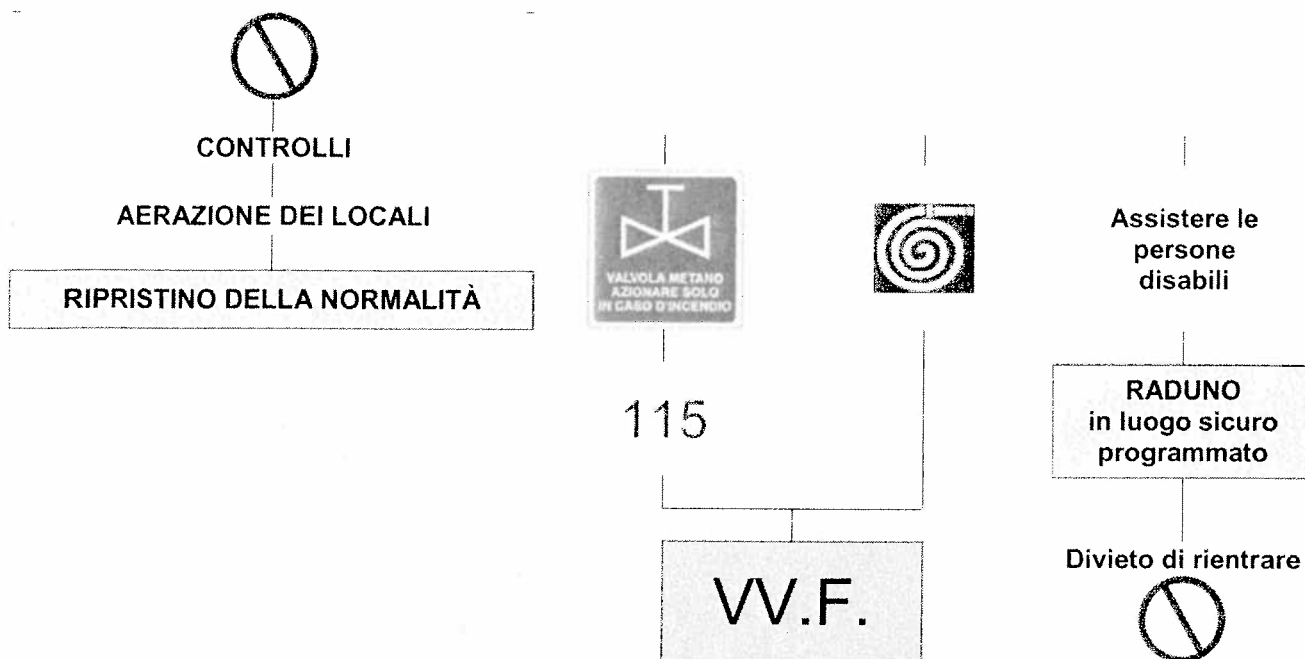 CONTROLLI
AERAZIONE DEI LOCALI
RIPRISTINO DELLA NORMALITÀ
VALVOLA METANO
AZIONARE SOLO
IN CASO D'INCENDIO
115
VV.F.
Assistere le
persone
disabili
RADUNO
in luogo sicuro
programmato
Divieto di rientrare